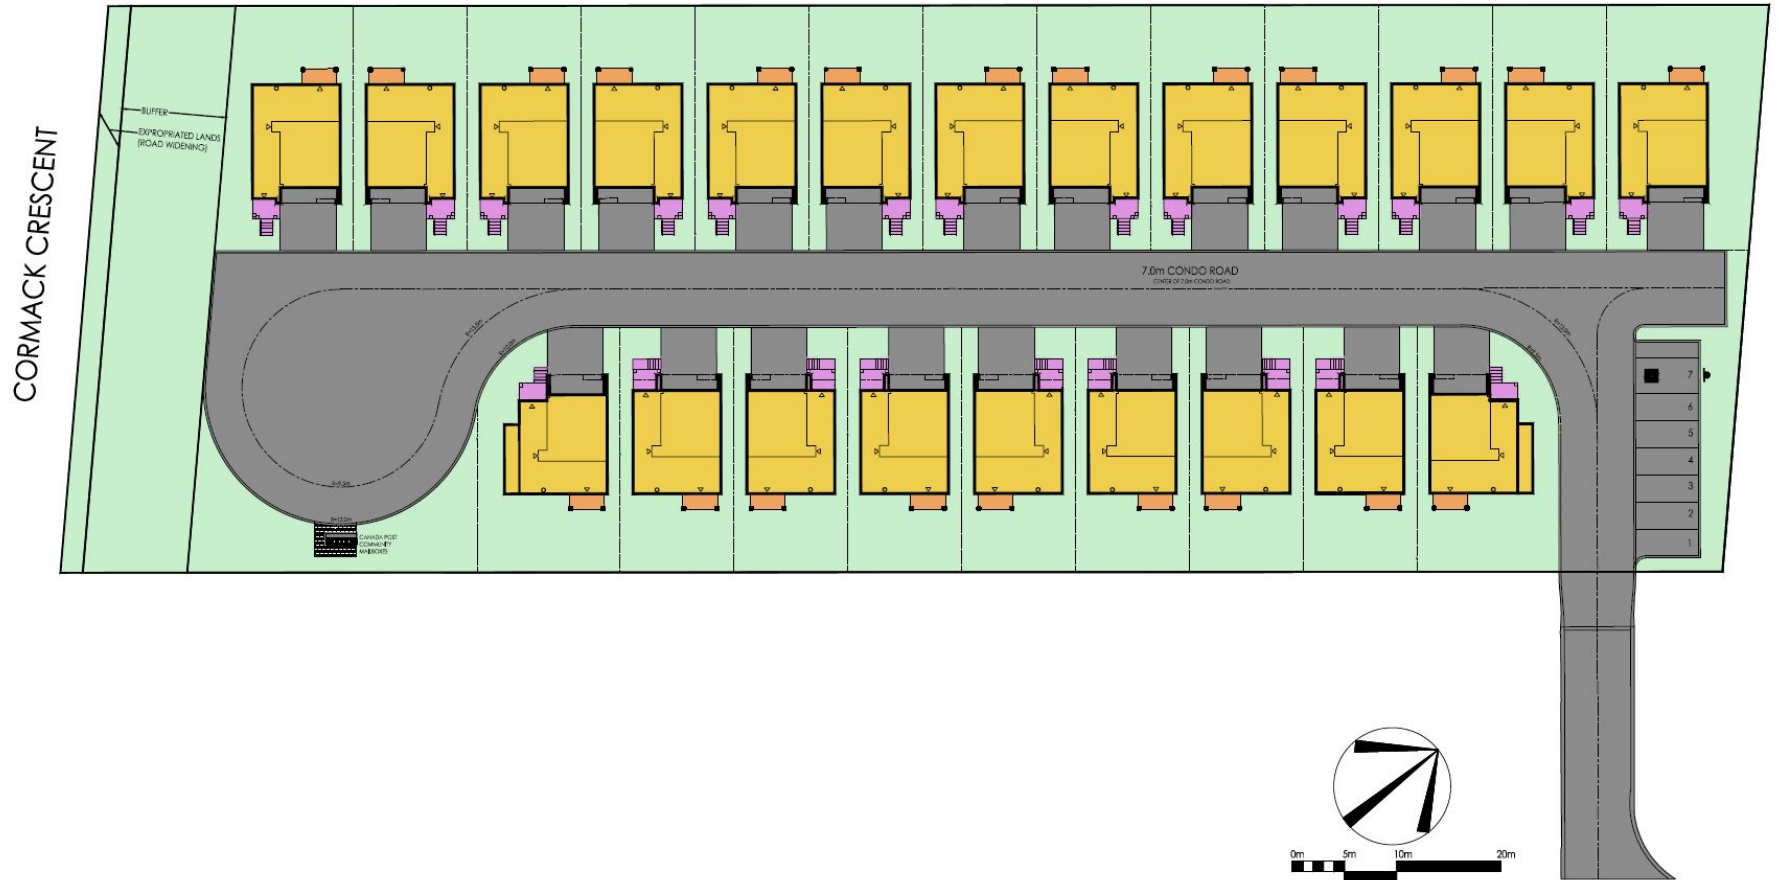 BUFFER
EXPROPRIATED LANDS
(ROAD WIDENING)
CORMACK CRESCENT
7.0m CONDO ROAD
CENTER OF 7.0m CONDO ROAD
7
6
5
4
3
2
1
CANADA POST
COMMUNITY
MAILBOXES
0m 5m 10m 20m